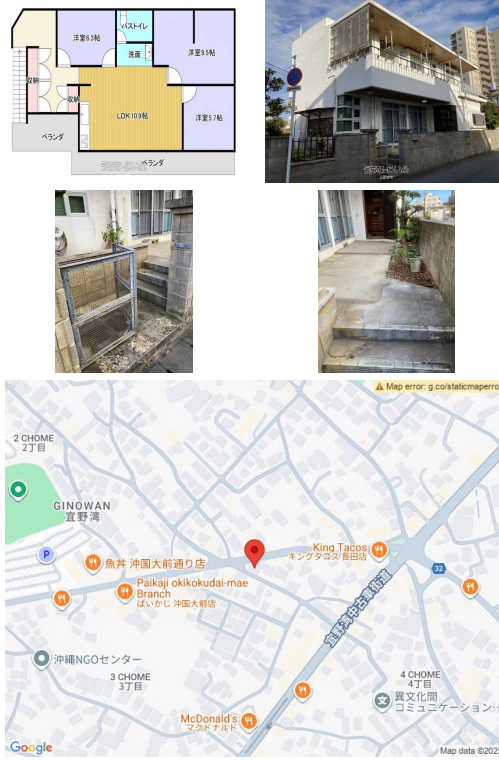 洋室6.3帖
バストイレ
洗面
洋室9.5帖
収納
収納
LDK10.9帖
洋室5.7帖
ベランダ
ベランダ
Map error: g.co/staticmaperro
2 CHOME
2丁目
GINOWAN
宜野湾
P
魚丼 沖国大前通り店
King Tacos
キングタコス 長田店
Paikaji okikokudai-mae
Branch
ぱいかじ 沖国大前店
32
宜野湾中古車街道
沖縄NGOセンター
3 CHOME
3丁目
4 CHOME
4丁目
異文化間
コミュニケーション…
McDonald's
マクドナルド
Google
Map data ©2025